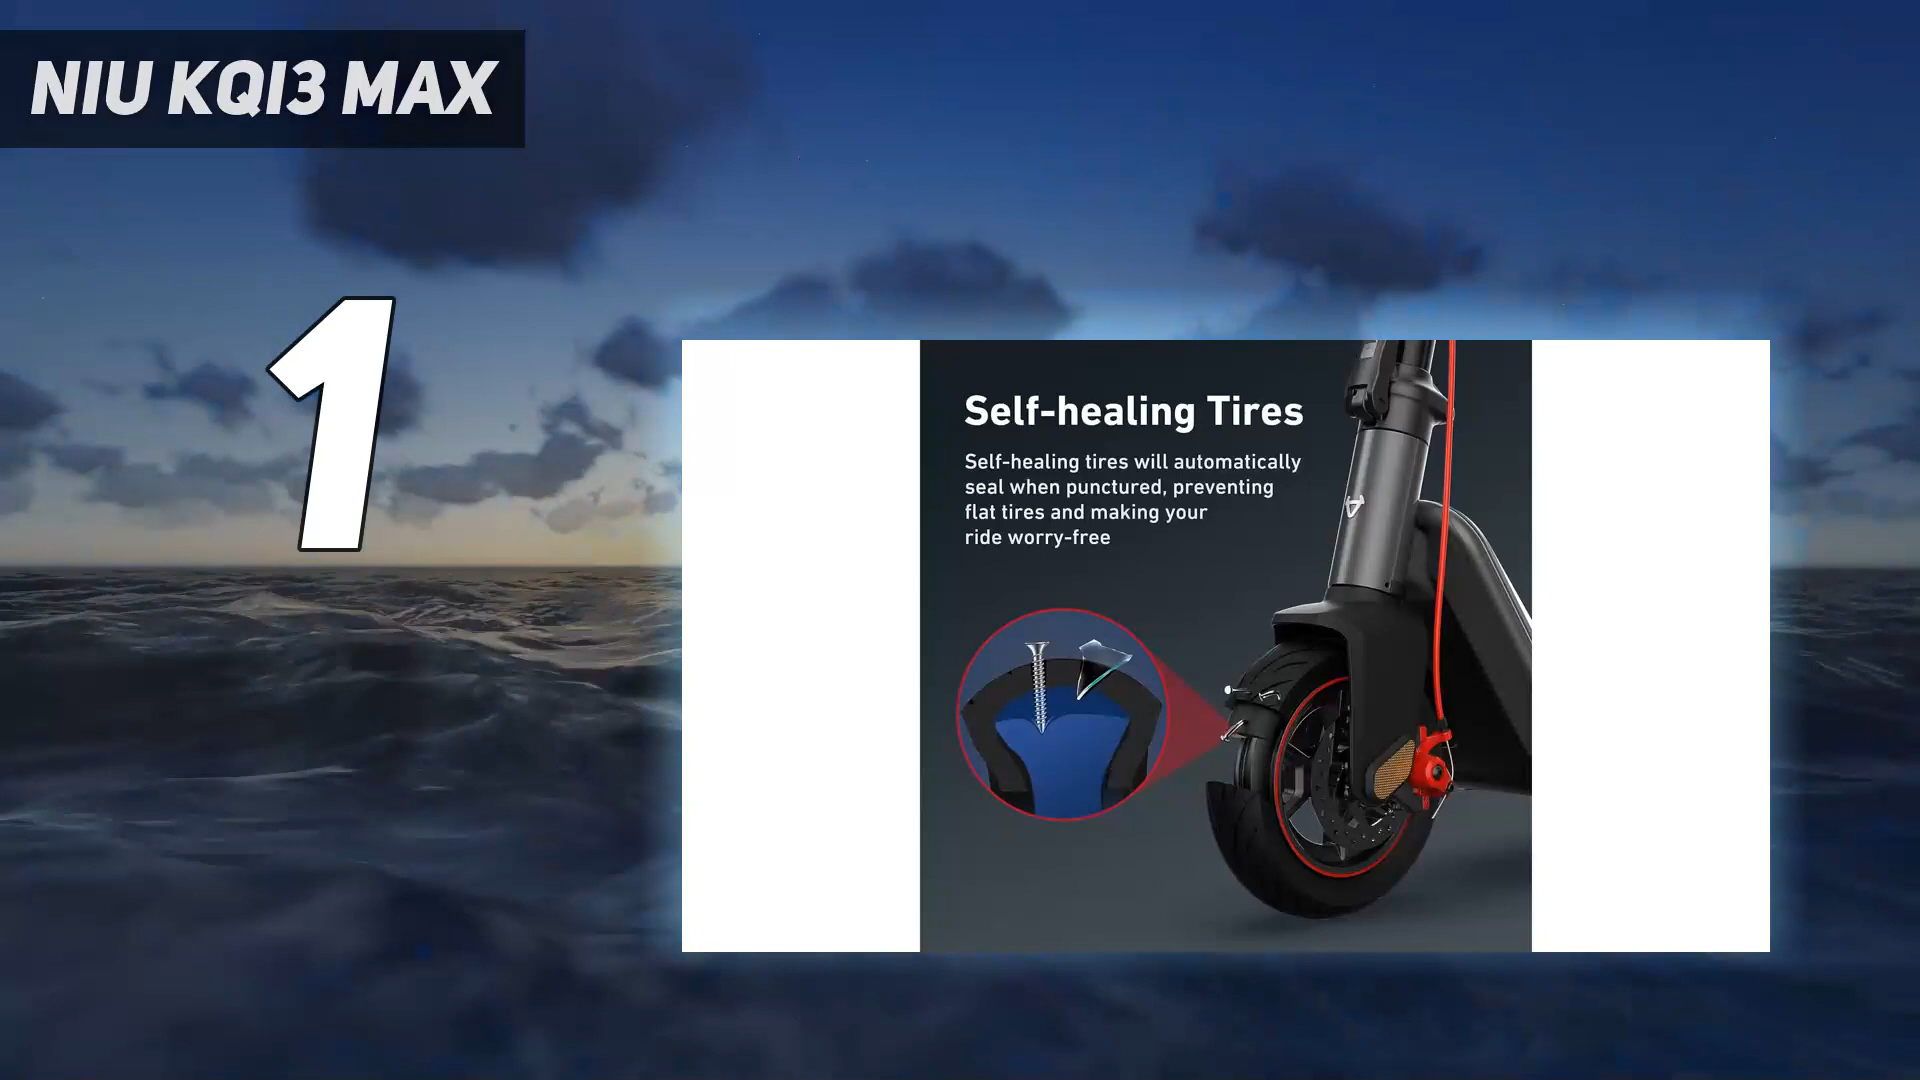 NIU KQI3 MAX
1
Self-healing Tires
Self-healing tires will automatically
seal when punctured, preventing
flat tires and making your
ride worry-free